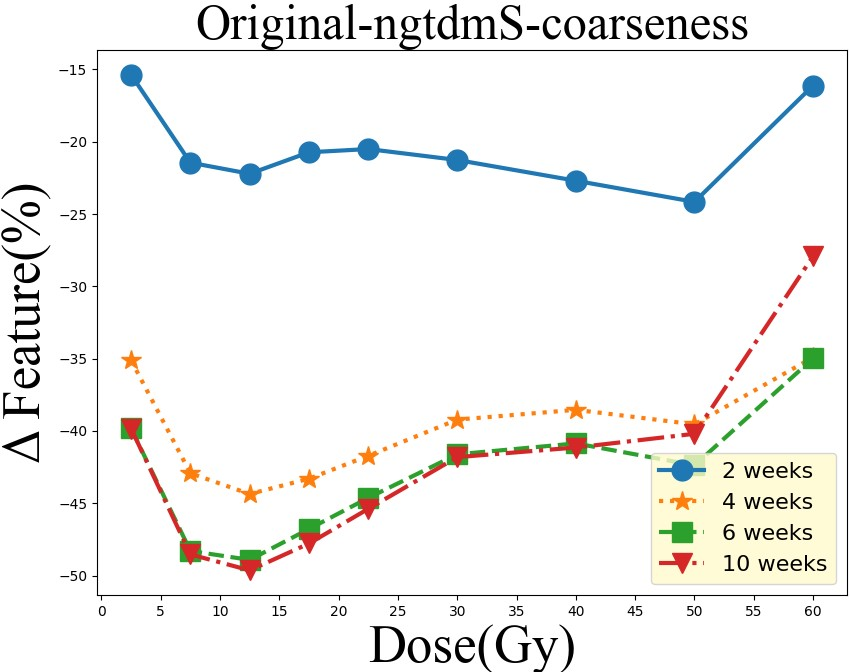 Original-ngtdmS-coarseness
Δ Feature(%)
−15
−20
−25
−30
−35
−40
−45
−50
0 5 10 15 20 25 30 35 40 45 50 55 60
Dose(Gy)
2 weeks
4 weeks
6 weeks
10 weeks